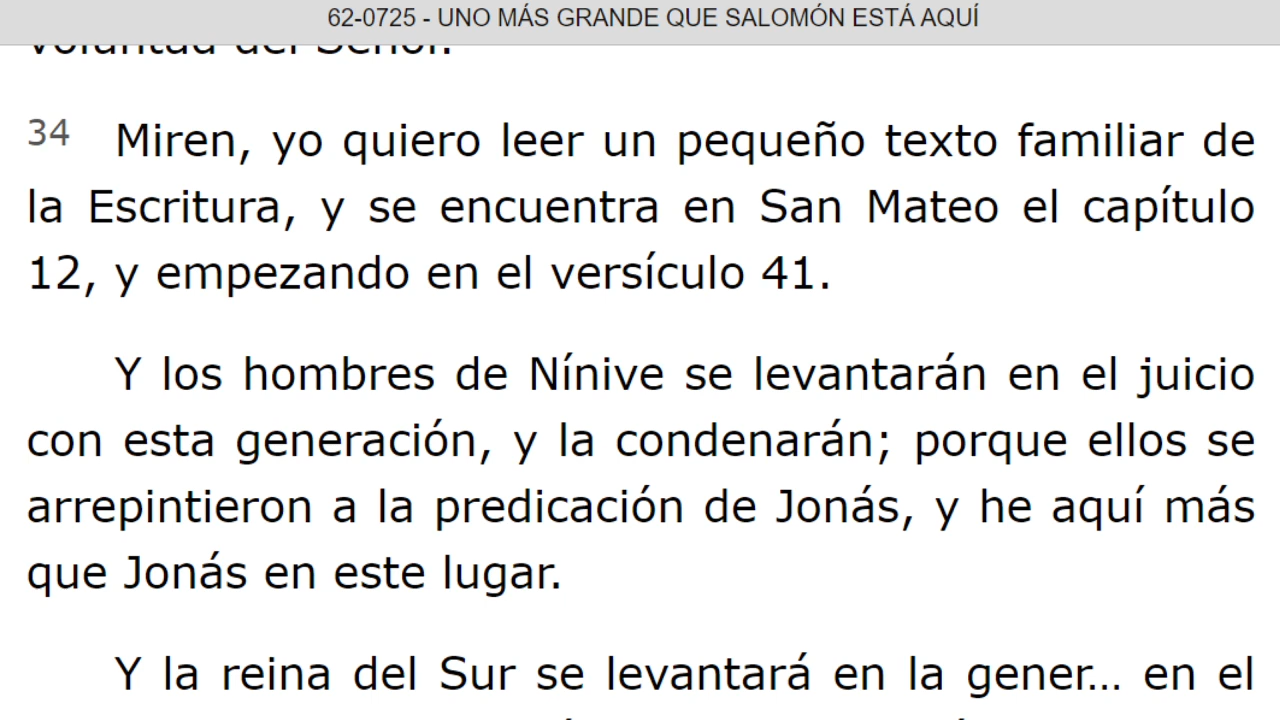 62-0725 - UNO MÁS GRANDE QUE SALOMÓN ESTÁ AQUÍ
voluntad del Señor.
34 Miren, yo quiero leer un pequeño texto familiar de
la Escritura, y se encuentra en San Mateo el capítulo
12, y empezando en el versículo 41.
Y los hombres de Nínive se levantarán en el juicio
con esta generación, y la condenarán; porque ellos se
arrepintieron a la predicación de Jonás, y he aquí más
que Jonás en este lugar.
Y la reina del Sur se levantará en la gener... en el